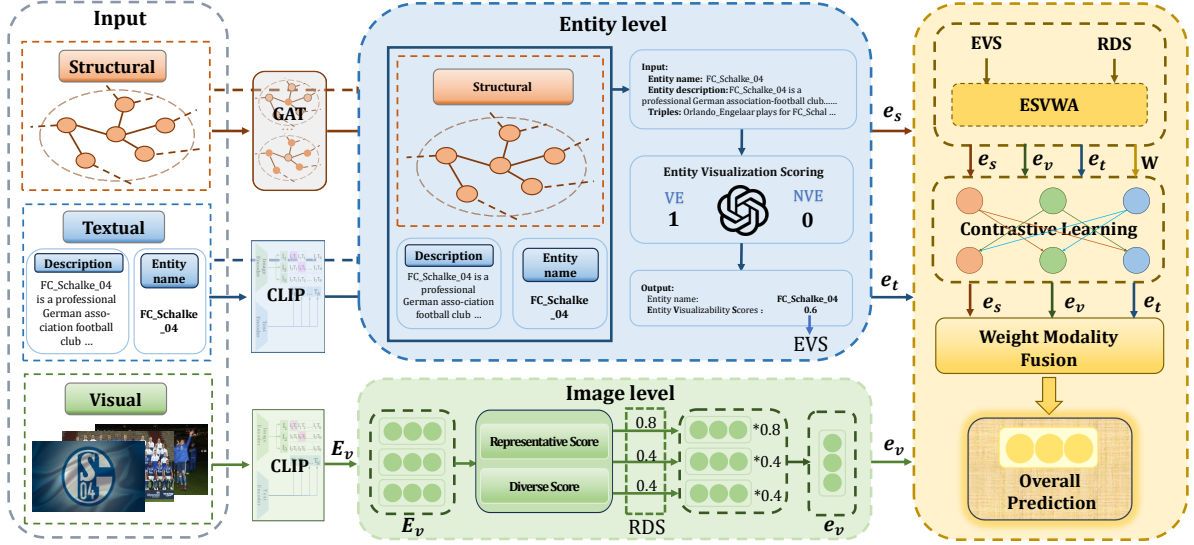 Input
Structural
Textual
Description
FC_Schalke_04
is a professional
German asso-
ciation football
club ...
Entity
name
FC_Schalke
_04
Visual
S
04
GAT
...
CLIP
CLIP
E_v
Entity level
Structural
Description
FC_Schalke_04 is a
professional
German asso-ciation
football club ...
Entity
name
FC_Schalke
_04
Input:
Entity name: FC_Schalke_04
Entity description:FC_Schalke_04 is a
professional German association-football club......
Triples: Orlando_Engelaar plays for FC_Schal ...
Entity Visualization Scoring
VE
1
NVE
0
Output:
Entity name: FC_Schalke_04
Entity Visualizability Scores : 0.6
EVS
Image level
E_v
Representative Score
Diverse Score
0.8
0.4
0.4
RDS
*0.8
*0.4
*0.4
e_v
e_s
e_t
e_v
EVS
RDS
ESVWA
e_s
e_v
e_t
W
Contrastive Learning
e_s
e_v
e_t
Weight Modality
Fusion
Overall
Prediction